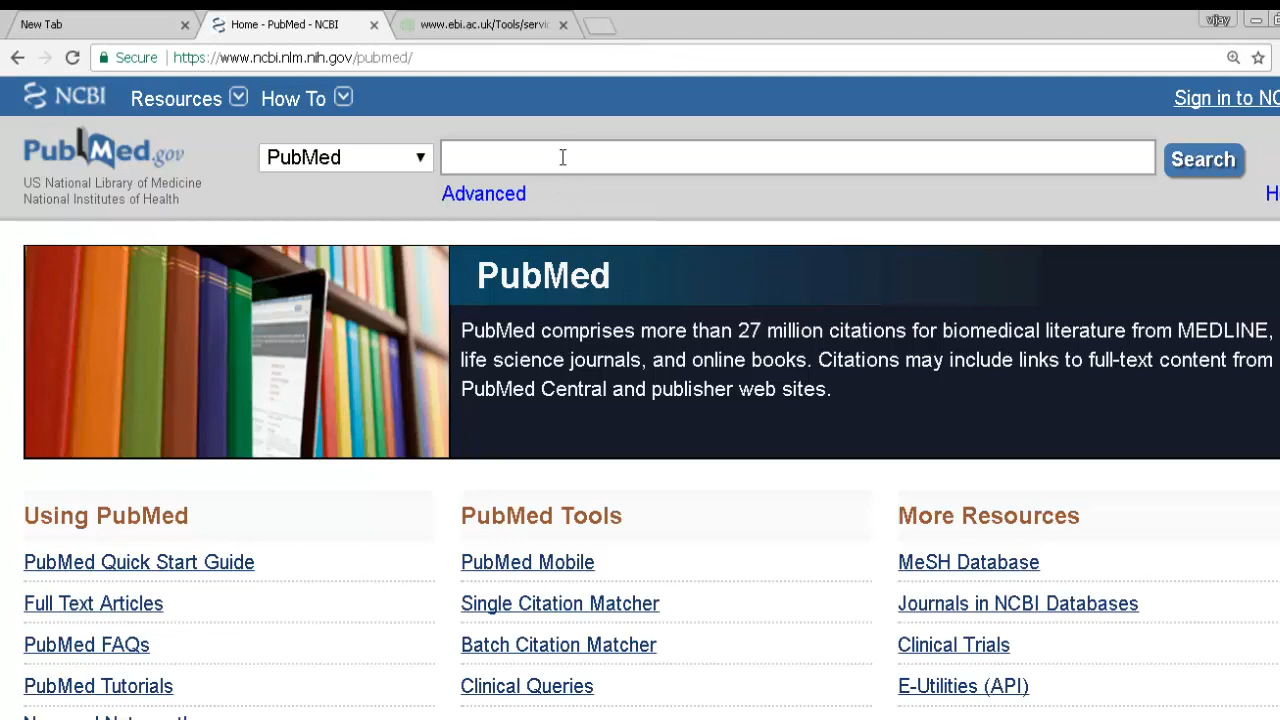 New Tab
Home - PubMed - NCBI
www.ebi.ac.uk/Tools/servic
vijay
Secure
https://www.ncbi.nlm.nih.gov/pubmed/
NCBI
Resources
How To
Sign in to NC
PubMed.gov
US National Library of Medicine
National Institutes of Health
PubMed
Search
Advanced
H
PubMed
PubMed comprises more than 27 million citations for biomedical literature from MEDLINE,
life science journals, and online books. Citations may include links to full-text content from
PubMed Central and publisher web sites.
Using PubMed
PubMed Quick Start Guide
Full Text Articles
PubMed FAQs
PubMed Tutorials
PubMed Tools
PubMed Mobile
Single Citation Matcher
Batch Citation Matcher
Clinical Queries
More Resources
MeSH Database
Journals in NCBI Databases
Clinical Trials
E-Utilities (API)